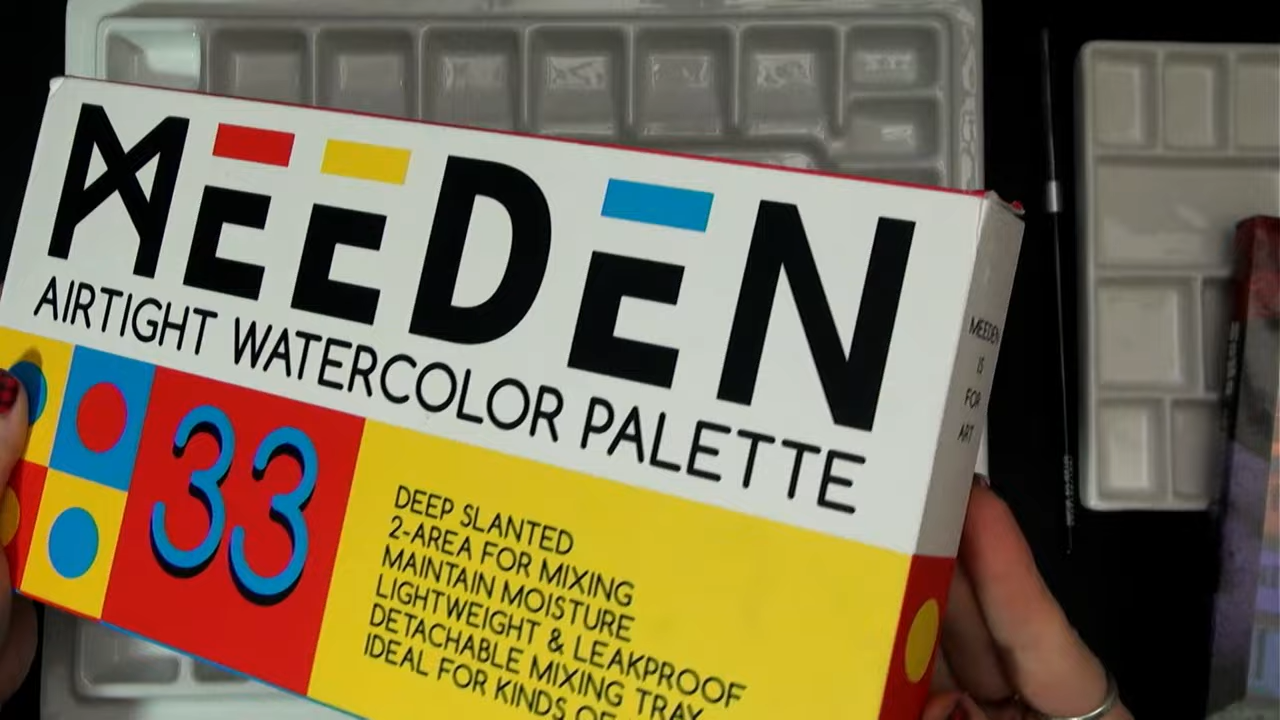 MEEDEN
AIRTIGHT WATERCOLOR PALETTE
33
DEEP SLANTED
2-AREA FOR MIXING
MAINTAIN MOISTURE
LIGHTWEIGHT & LEAKPROOF
DETACHABLE MIXING TRAY
IDEAL FOR KINDS OF
MEEDEN
IS
FOR
ART